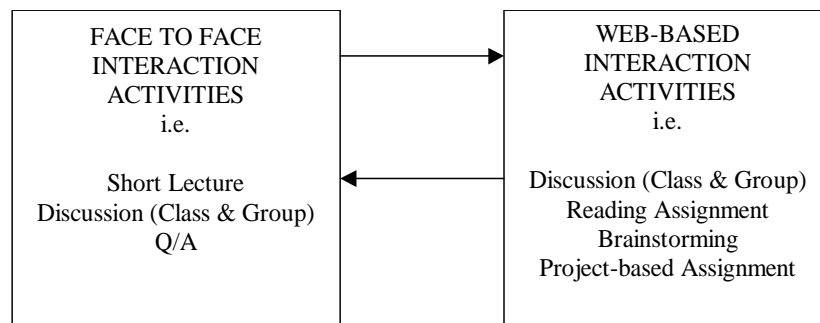 FACE TO FACE
INTERACTION
ACTIVITIES
i.e.
Short Lecture
Discussion (Class & Group)
Q/A
WEB-BASED
INTERACTION
ACTIVITIES
i.e.
Discussion (Class & Group)
Reading Assignment
Brainstorming
Project-based Assignment